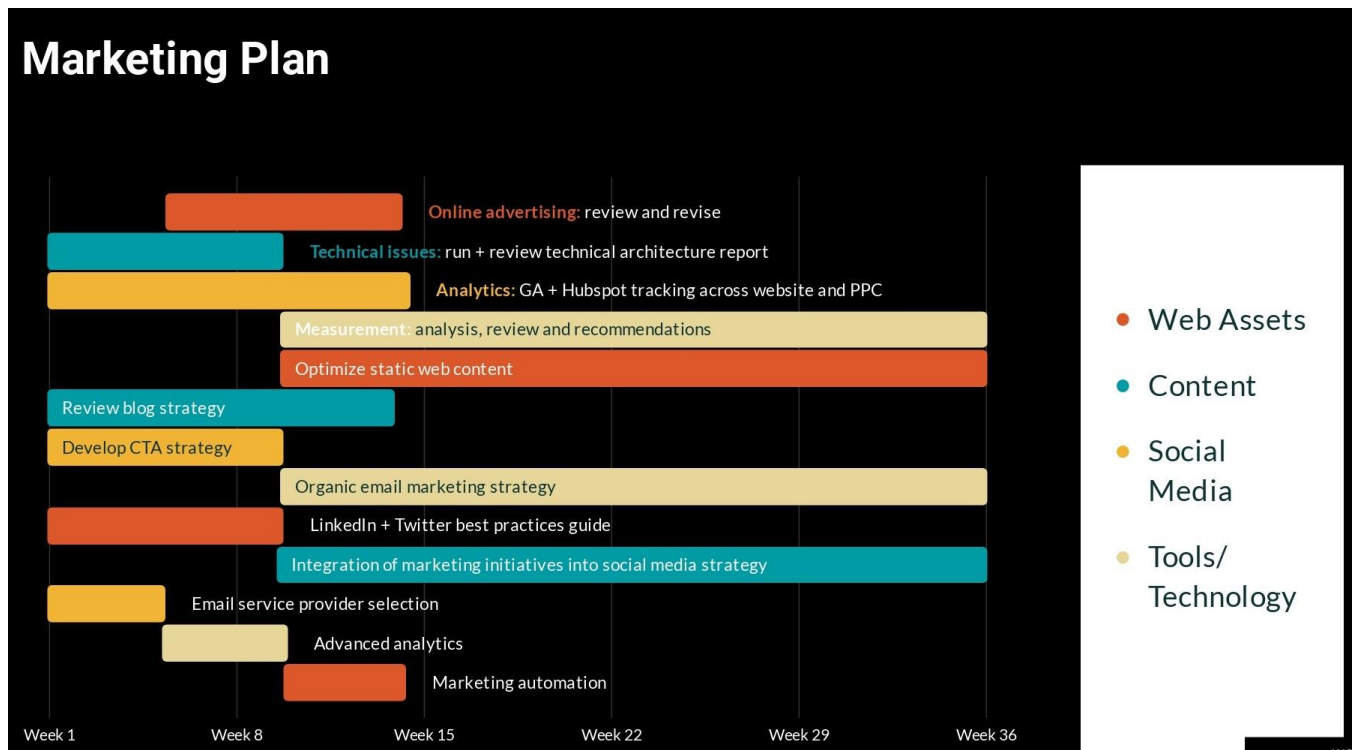 Marketing Plan
Online advertising: review and revise
Technical issues: run + review technical architecture report
Analytics: GA + Hubspot tracking across website and PPC
Measurement: analysis, review and recommendations
Optimize static web content
Review blog strategy
Develop CTA strategy
Organic email marketing strategy
LinkedIn + Twitter best practices guide
Integration of marketing initiatives into social media strategy
Email service provider selection
Advanced analytics
Marketing automation
Week 1 Week 8 Week 15 Week 22 Week 29 Week 36
Web Assets
Content
Social
Media
Tools/
Technology